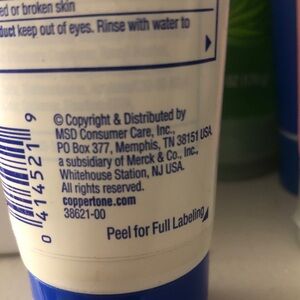 ed or broken skin
duct keep out of eyes. Rinse with water to
© Copyright & Distributed by
MSD Consumer Care, Inc.,
PO Box 377, Memphis, TN 38151 USA,
a subsidiary of Merck & Co., Inc.,
Whitehouse Station, NJ USA.
All rights reserved.
coppertone.com
38621-00
Peel for Full Labeling
0 414521 9